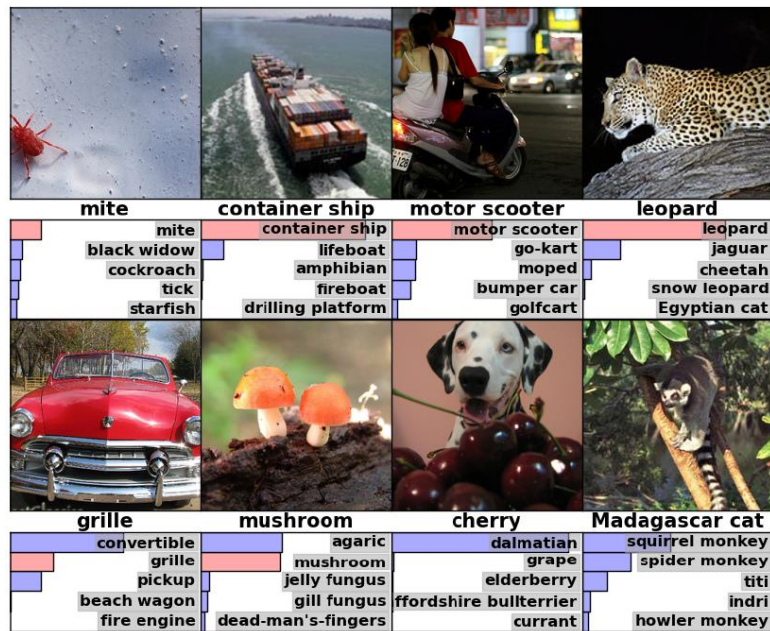 mite
container ship
motor scooter
leopard
mite
black widow
cockroach
tick
starfish
container ship
lifeboat
amphibian
fireboat
drilling platform
motor scooter
go-kart
moped
bumper car
golfcart
leopard
jaguar
cheetah
snow leopard
Egyptian cat
grille
mushroom
cherry
Madagascar cat
convertible
grille
pickup
beach wagon
fire engine
agaric
mushroom
jelly fungus
gill fungus
dead-man's-fingers
dalmatian
grape
elderberry
ffordshire bullterrier
currant
squirrel monkey
spider monkey
titi
indri
howler monkey